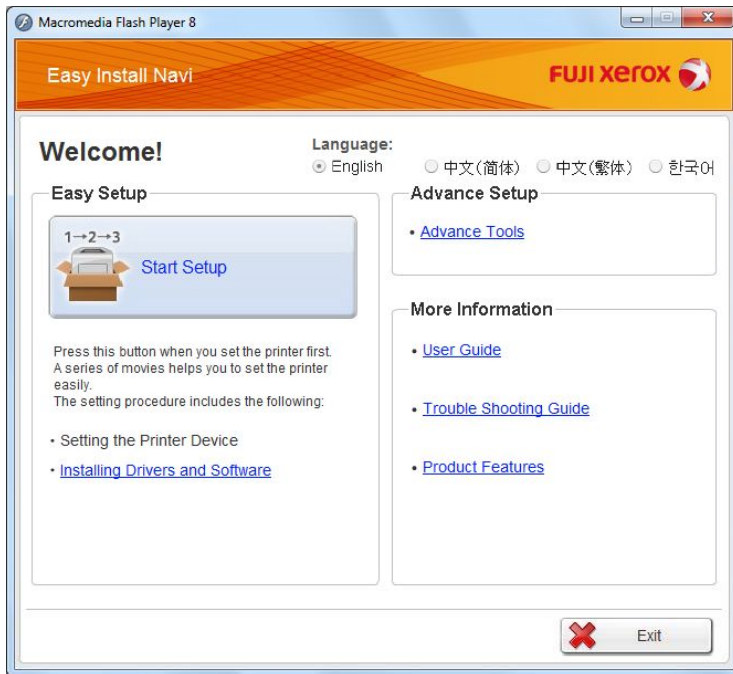 Macromedia Flash Player 8
Easy Install Navi
FUJI xerox
Welcome!
Language:
English 中文(简体) 中文(繁体) 한국어
Easy Setup
1→2→3
Start Setup
Press this button when you set the printer first.
A series of movies helps you to set the printer
easily.
The setting procedure includes the following:
· Setting the Printer Device
· Installing Drivers and Software
Advance Setup
• Advance Tools
More Information
• User Guide
• Trouble Shooting Guide
• Product Features
Exit